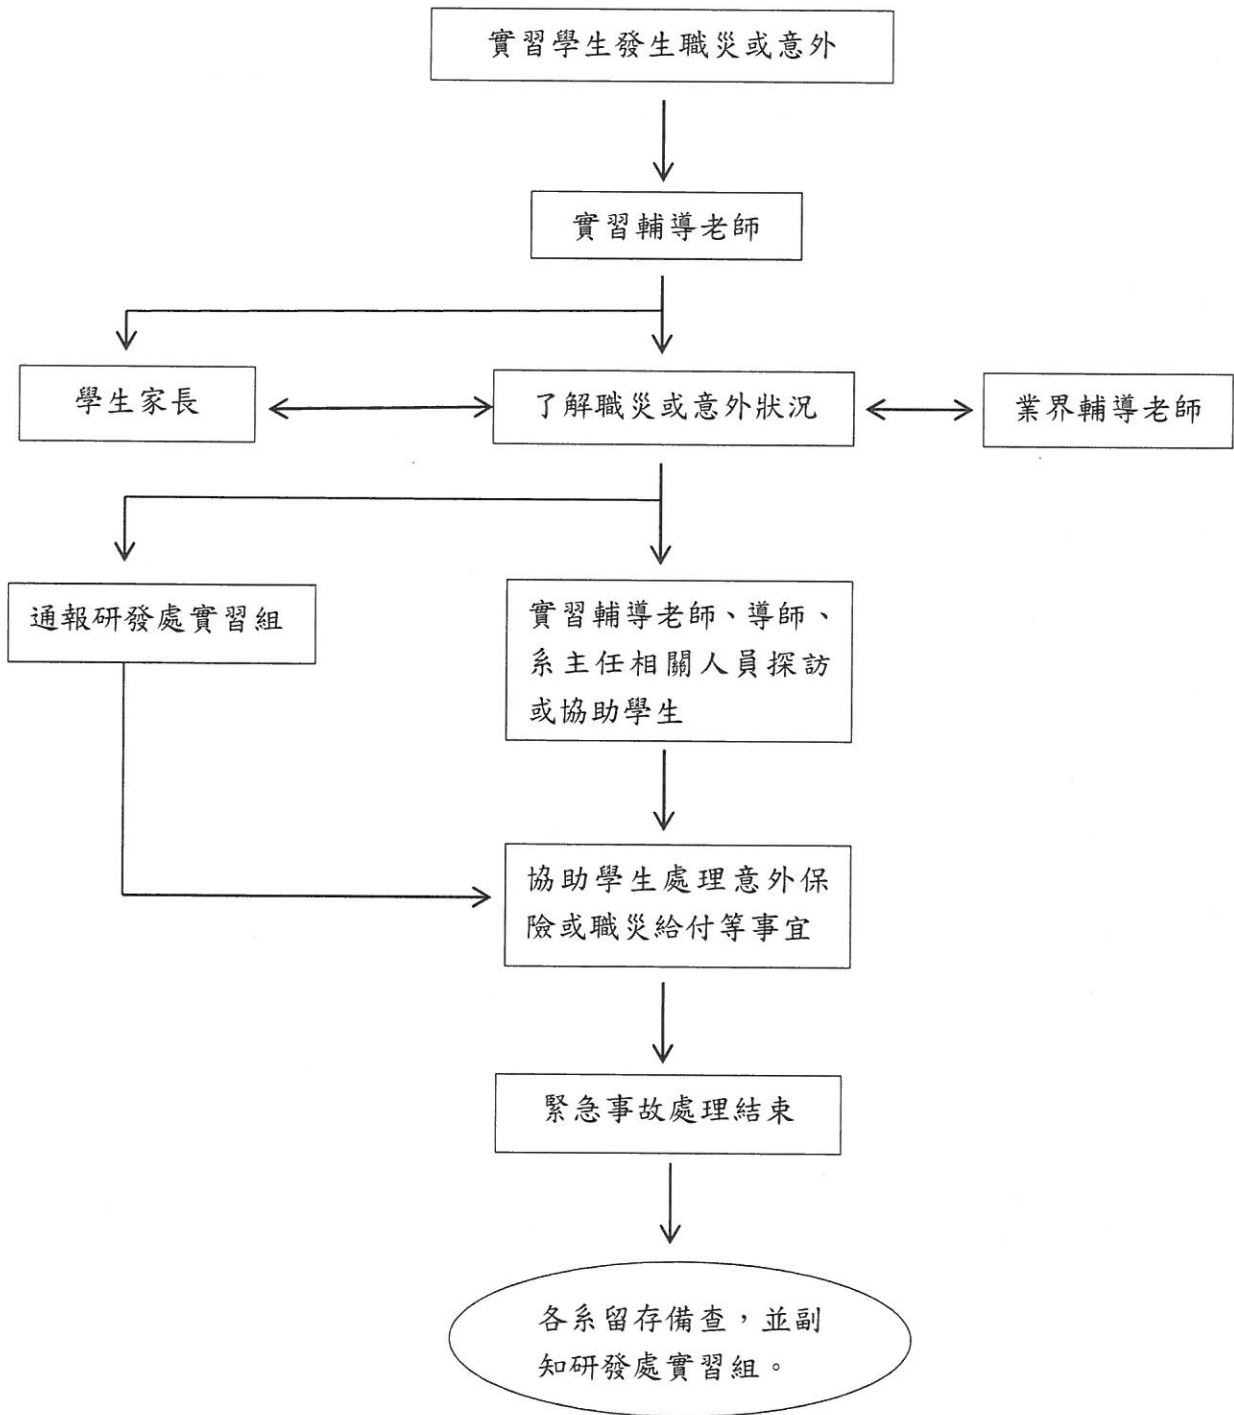 實習學生發生職災或意外
實習輔導老師
學生家長
了解職災或意外狀況
業界輔導老師
通報研發處實習組
實習輔導老師、導師、
系主任相關人員探訪
或協助學生
協助學生處理意外保
險或職災給付等事宜
緊急事故處理結束
各系留存備查，並副
知研發處實習組。